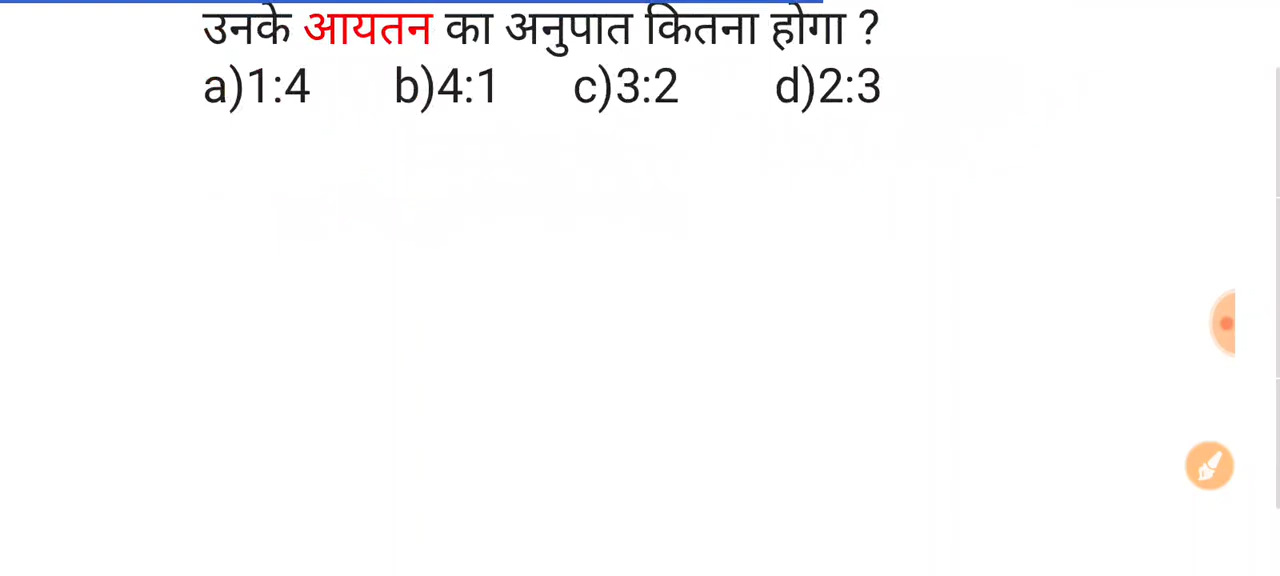 उनके आयतन का अनुपात कितना होगा ?
a)1:4 b)4:1 c)3:2 d)2:3